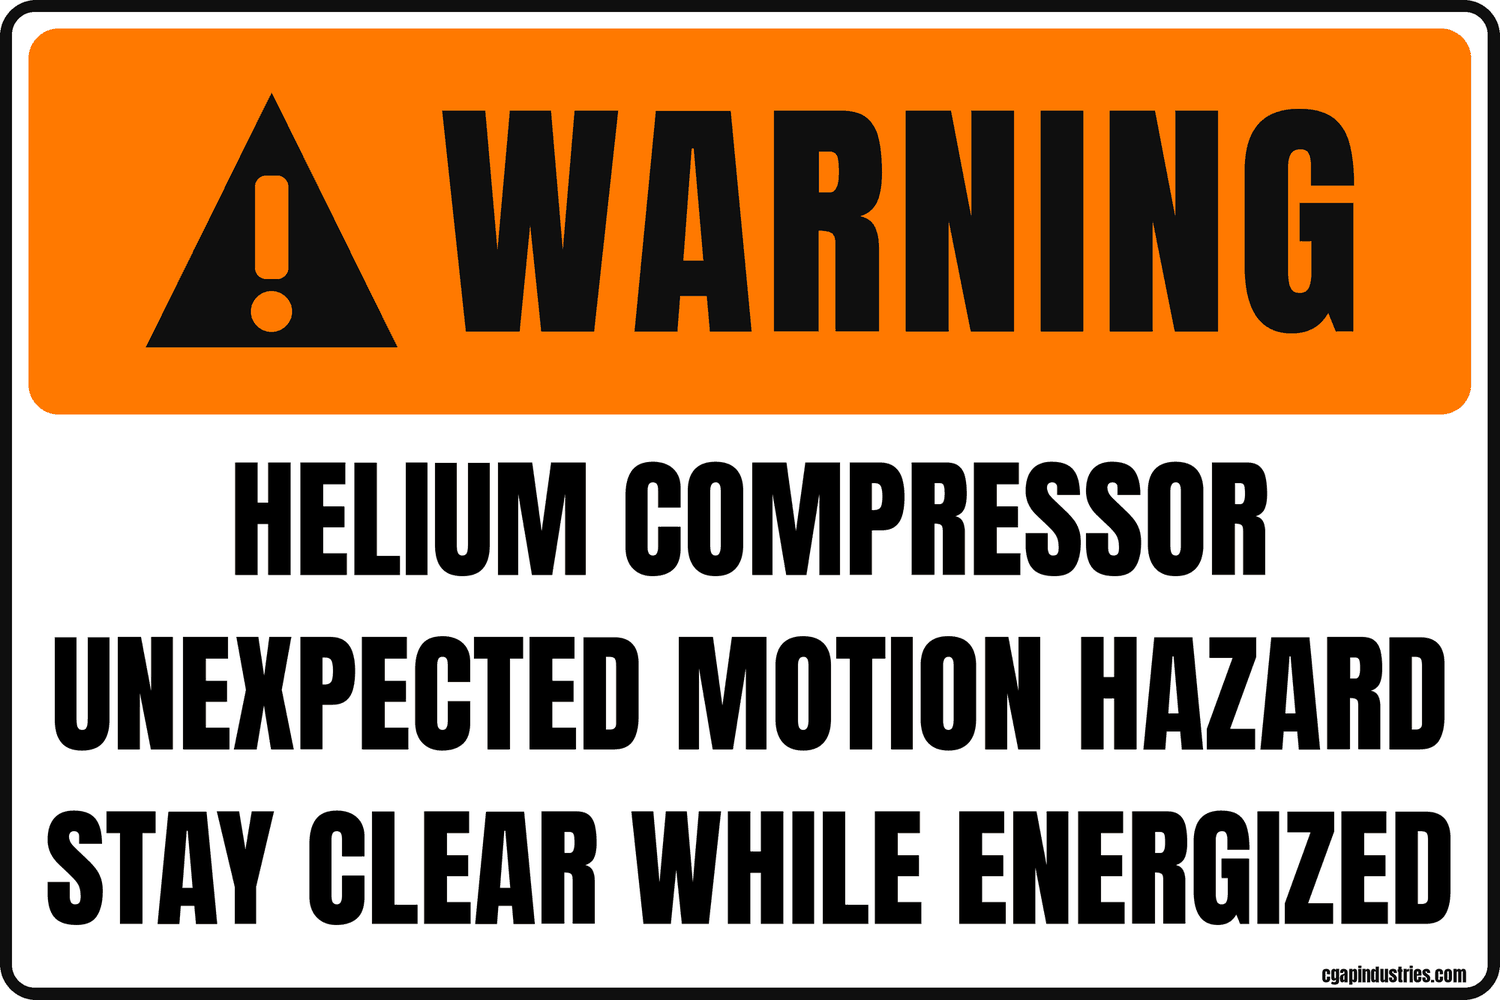 WARNING
HELIUM COMPRESSOR
UNEXPECTED MOTION HAZARD
STAY CLEAR WHILE ENERGIZED
cgapindustries.com